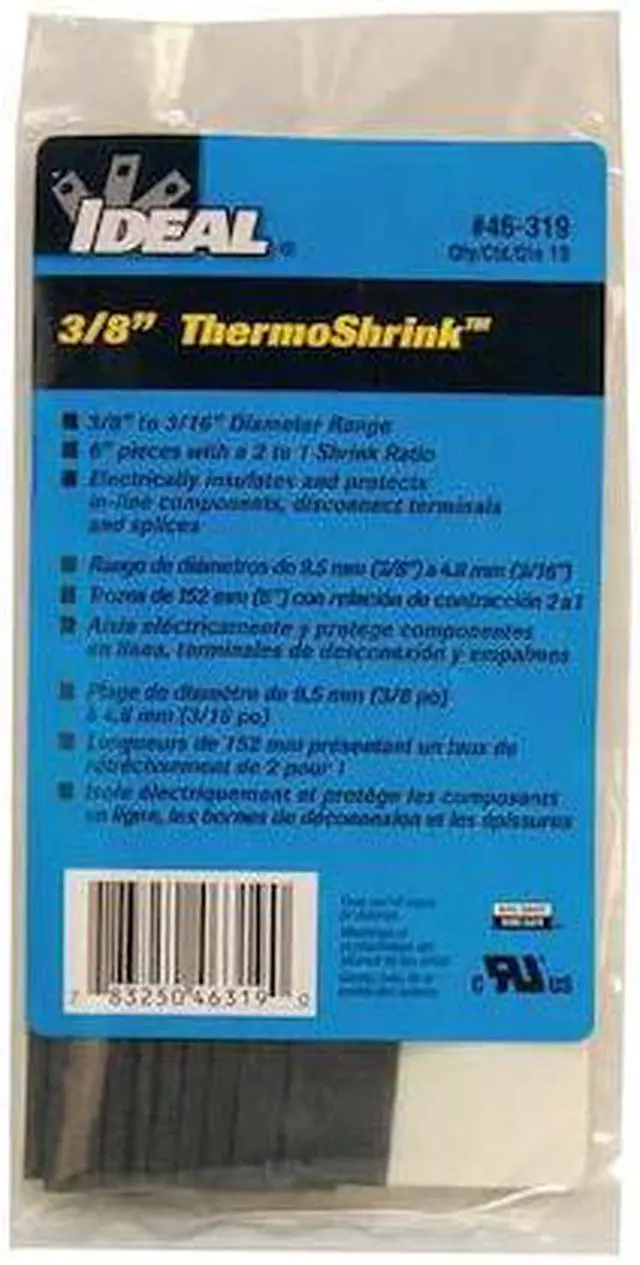 IDEAL®
#46-319
Qty/Ctd./Qte
3/8” ThermoShrink™
3/8" to 3/16" Diameter Range
6" pieces with a 2 to 1 Shrink Ratio
Electrically insulates and protects
in-line components, disconnect terminals
and splices
Rango de diámetros de 9,5 mm (3/8") a 4,8 mm (3/16")
Trozos de 152 mm (6") con relación de contracción 2 a 1
Aísla eléctricamente y protege componentes
en línea, terminales de desconexión y empalmes
Plage de diamètre de 9,5 mm (3/8 po)
à 4,8 mm (3/16 po)
Longueurs de 152 mm présentant un taux de
rétrécissement de 2 pour 1
Isole électriquement et protège les composants
en ligne, les bornes de déconnexion et les épissures
7 83250 46319 0
c RU US